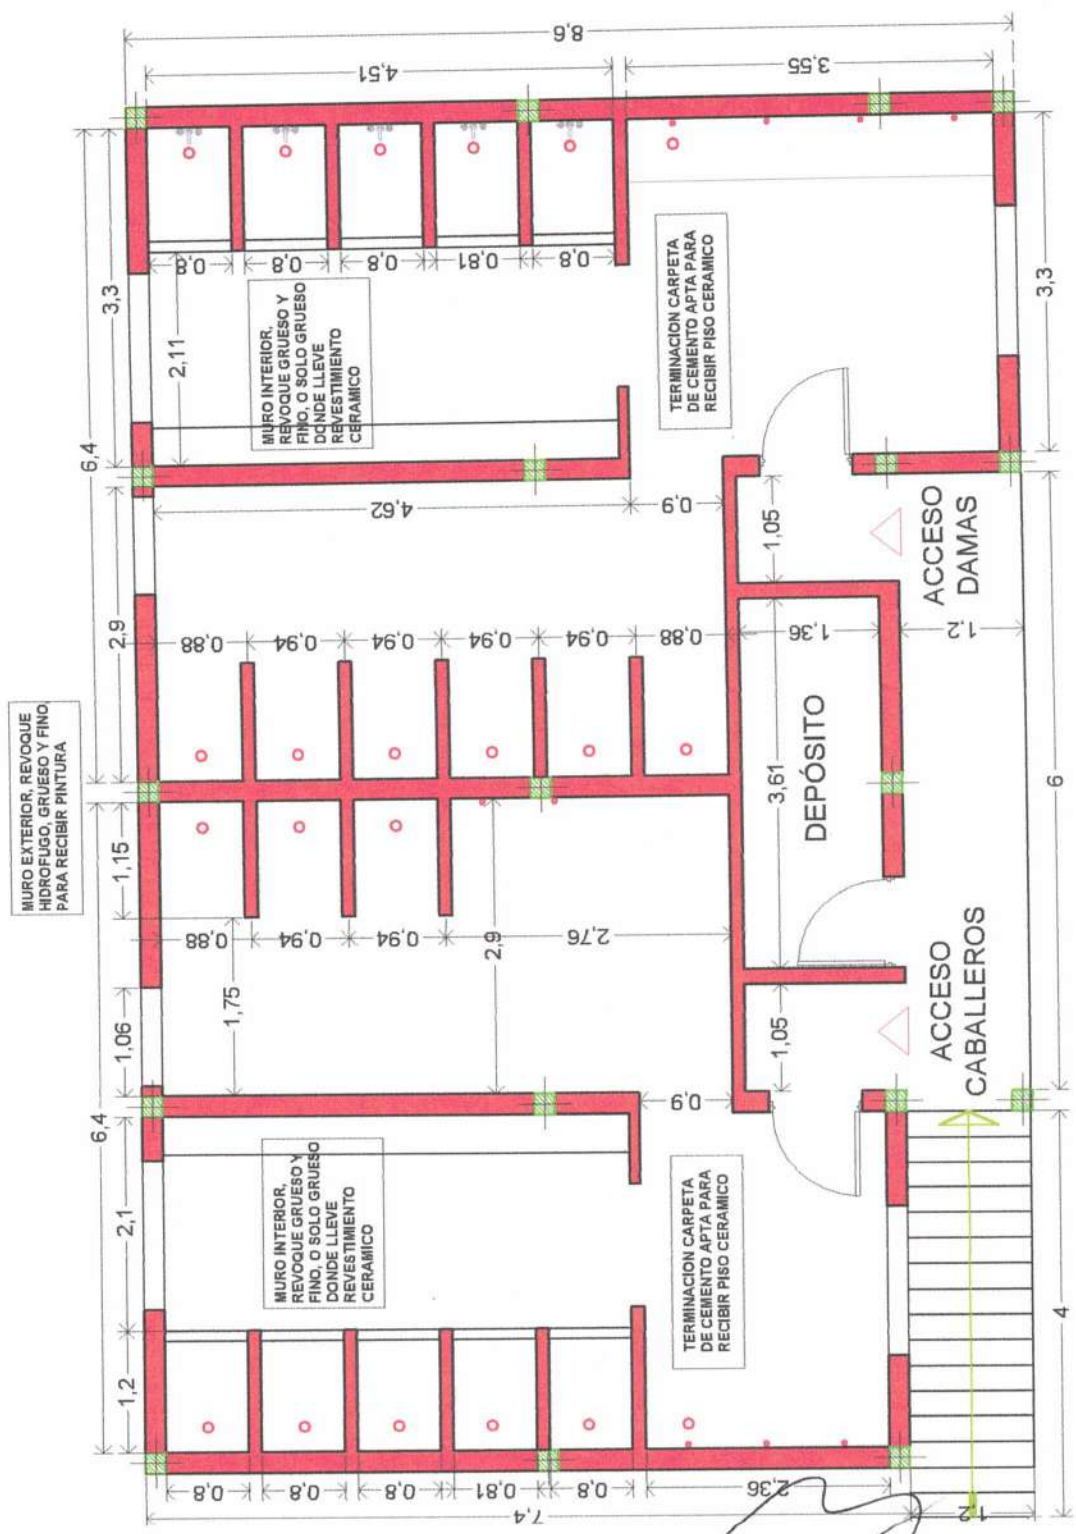 MURO EXTERIOR, REVOQUE
HIDROFUGO, GRUESO Y FINO,
PARA RECIBIR PINTURA
6,4
6,4
1,2
2,1
1,06
1,15
2,9
3,3
7,4
0,8
0,8
0,8
0,81
0,8
2,36
1,2
MURO INTERIOR,
REVOQUE GRUESO Y
FINO, O SOLO GRUESO
DONDE LLEVE
REVESTIMIENTO
CERAMICO
1,75
0,88
0,94
0,94
2,76
2,9
0,88
0,94
0,94
0,94
0,94
0,88
4,62
0,9
0,9
2,11
MURO INTERIOR,
REVOQUE GRUESO Y
FINO, O SOLO GRUESO
DONDE LLEVE
REVESTIMIENTO
CERAMICO
0,8
0,8
0,8
0,81
0,8
4,51
3,55
8,6
TERMINACION CARPETA
DE CEMENTO APTA PARA
RECIBIR PISO CERAMICO
TERMINACION CARPETA
DE CEMENTO APTA PARA
RECIBIR PISO CERAMICO
1,05
3,61
1,05
1,36
DEPÓSITO
ACCESO
CABALLEROS
ACCESO
DAMAS
1,2
4
6
3,3